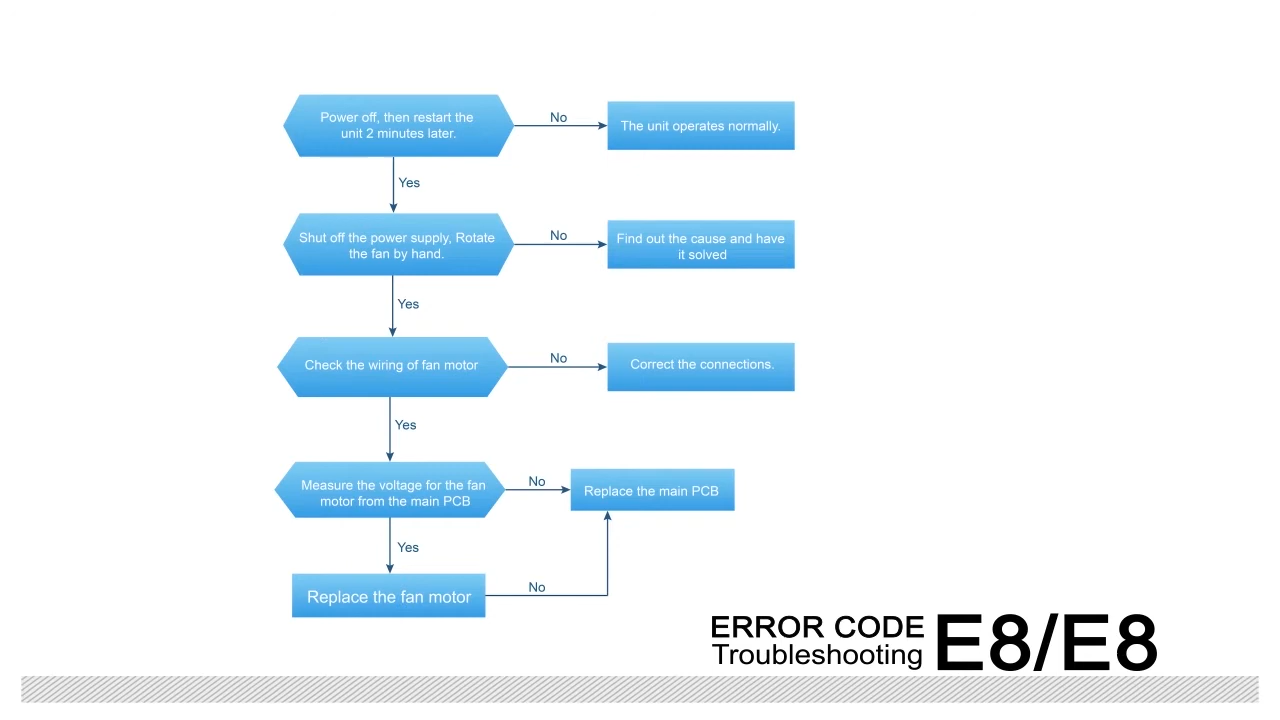 Power off, then restart the
unit 2 minutes later.
No
The unit operates normally.
Yes
Shut off the power supply, Rotate
the fan by hand.
No
Find out the cause and have
it solved
Yes
Check the wiring of fan motor
No
Correct the connections.
Yes
Measure the voltage for the fan
motor from the main PCB
No
Replace the main PCB
Yes
Replace the fan motor
No
ERROR CODE
Troubleshooting
E8/E8